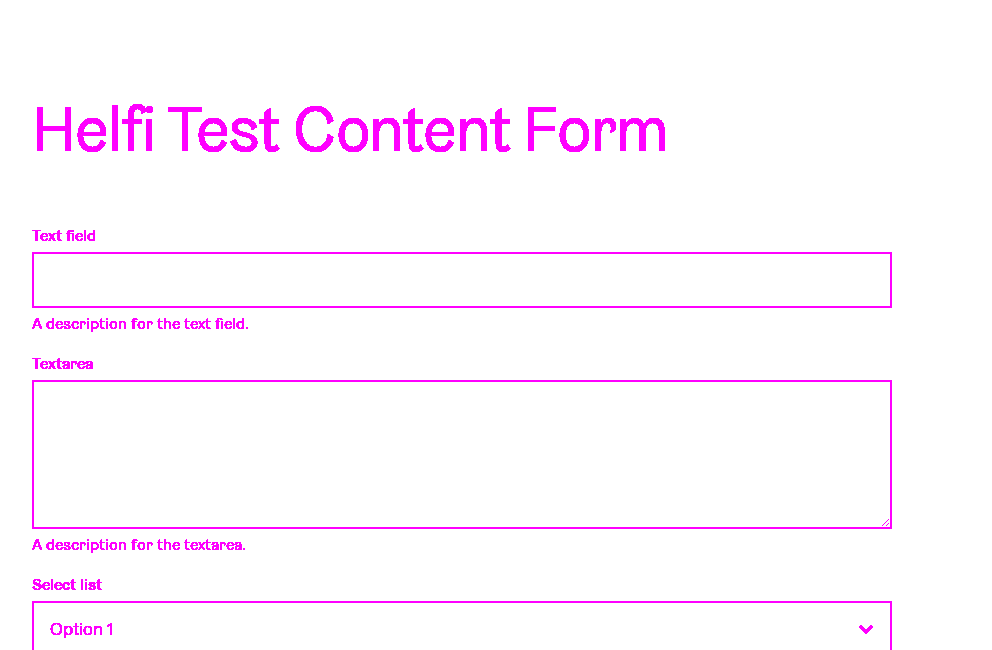 Helfi Test Content Form
Text field
A description for the text field.
Textarea
A description for the textarea.
Select list
Option 1